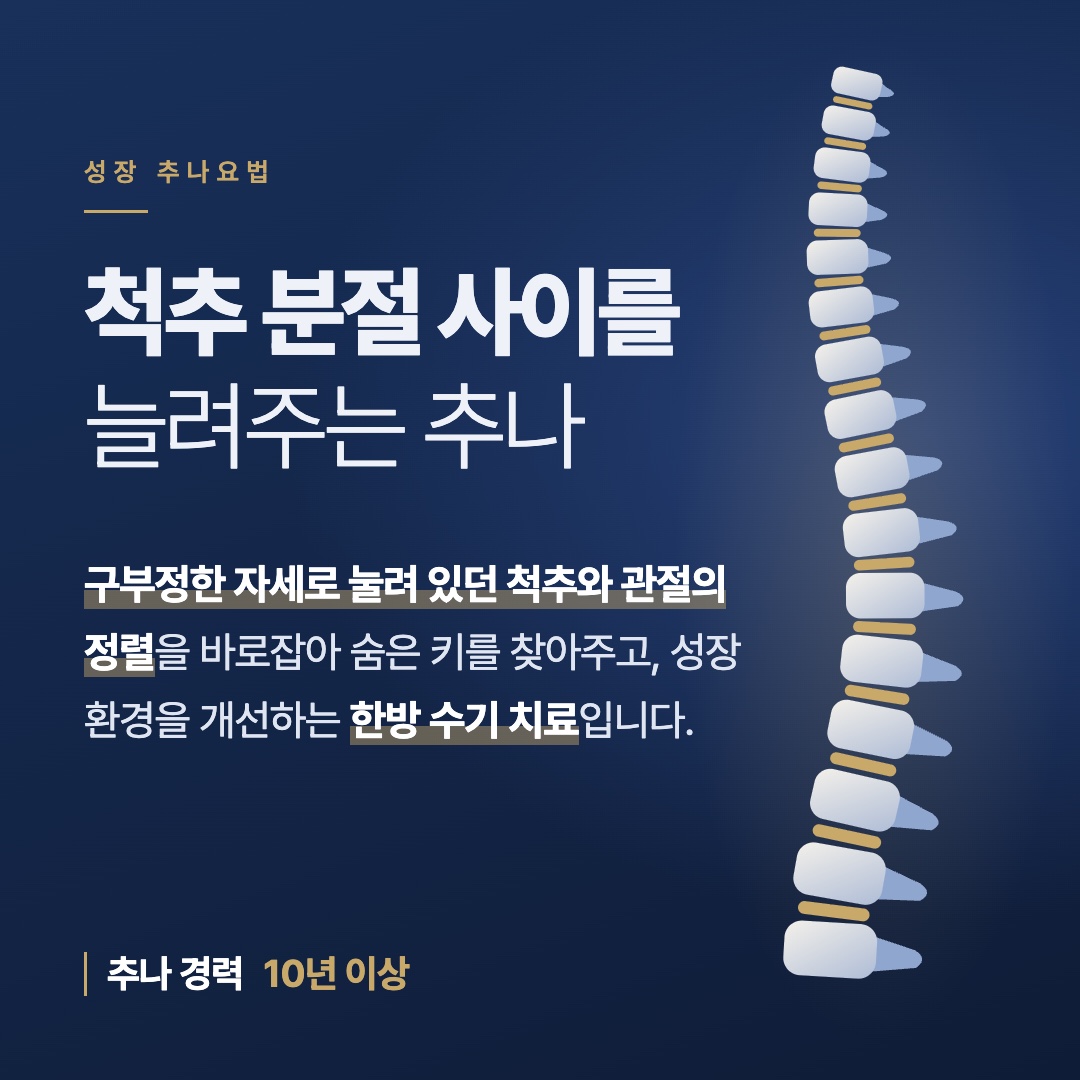 성장 추나요법
척추 분절 사이를
늘려주는 추나
구부정한 자세로 눌려 있던 척추와 관절의
정렬을 바로잡아 숨은 키를 찾아주고, 성장
환경을 개선하는 한방 수기 치료입니다.
추나 경력 10년 이상